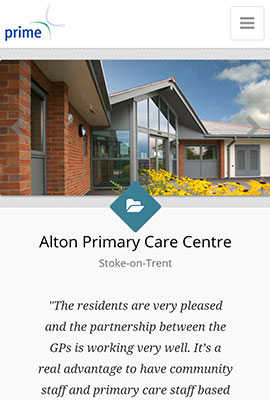 prime
Alton Primary Care Centre
Stoke-on-Trent
"The residents are very pleased
and the partnership between the
GPs is working very well. It's a
real advantage to have community
staff and primary care staff based